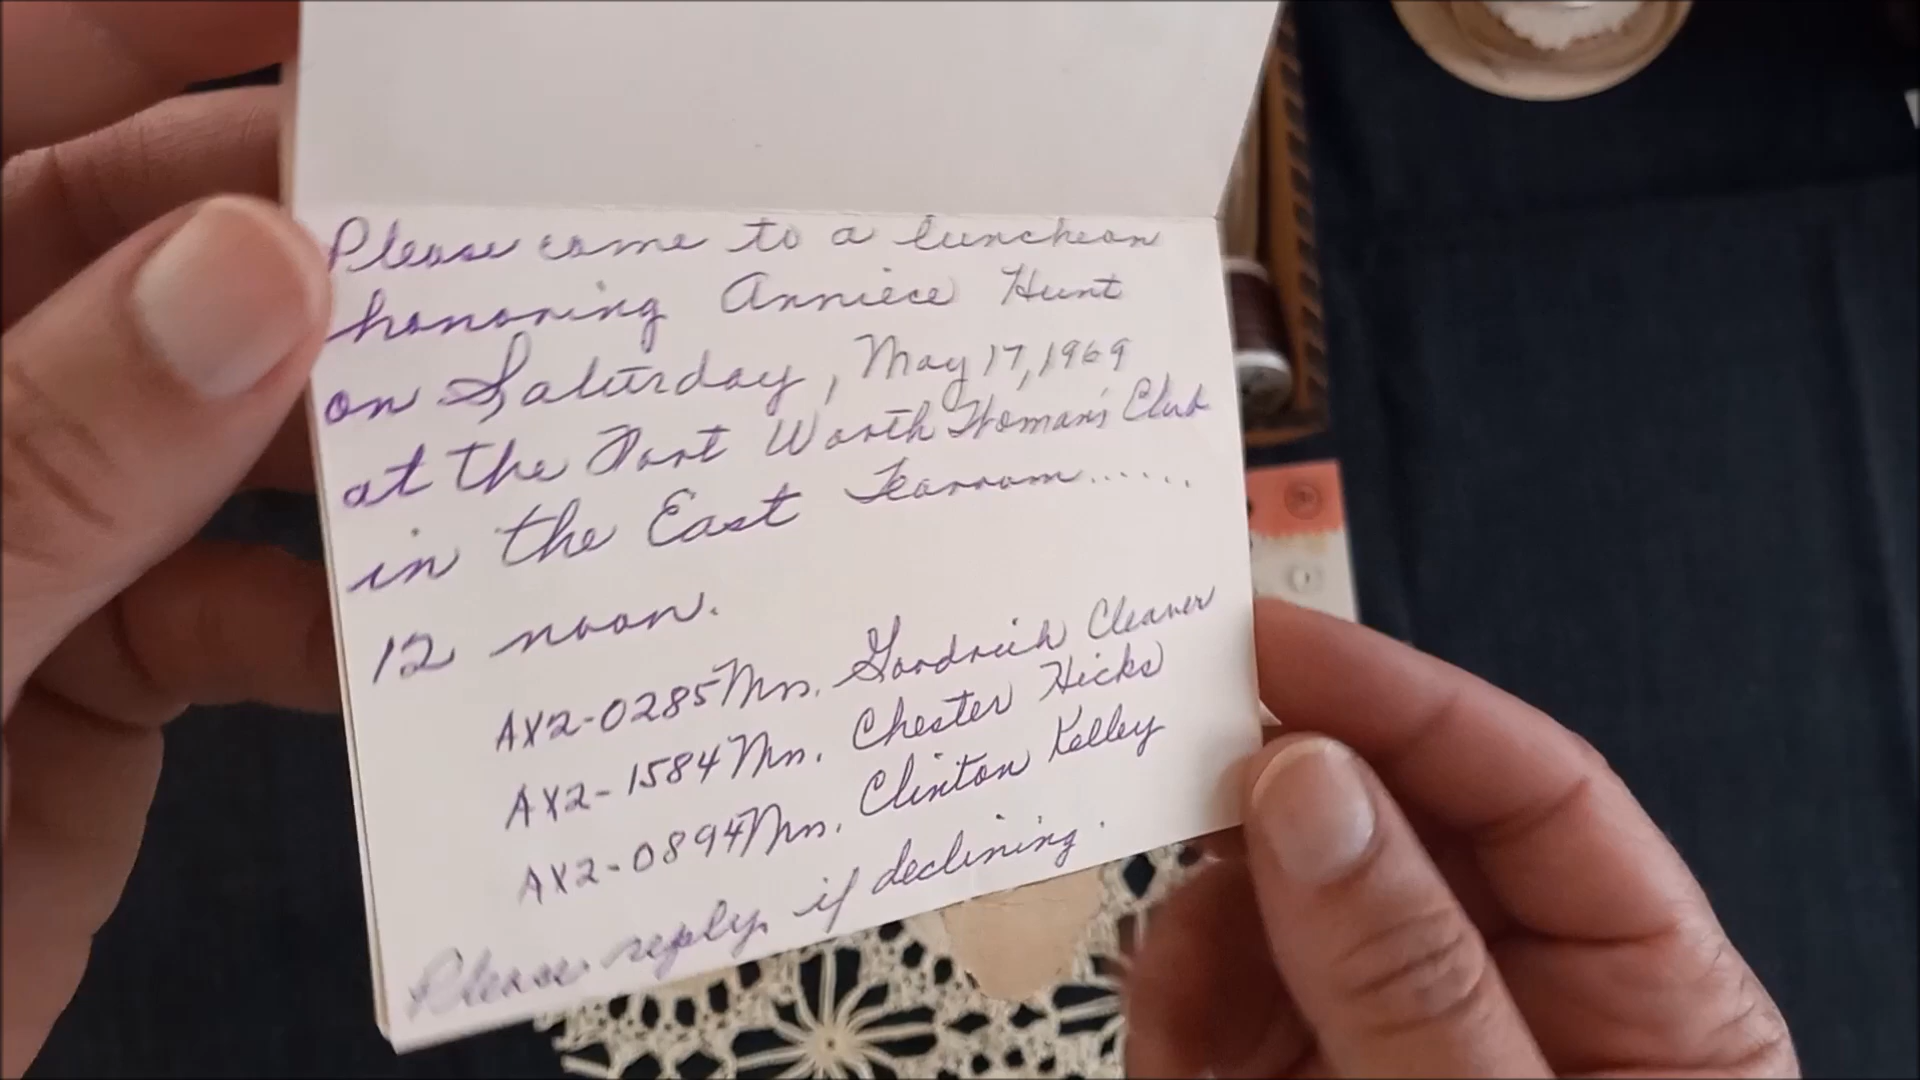 Please come to a luncheon
honoring Anniece Hunt
on Saturday, May 17, 1969
at the Fort Worth Woman's Club
in the East Tearoom......
12 noon.
AX2-0285 Mrs. Goodrich Cleaver
AX2-1584 Mrs. Chester Hicks
AX2-0894 Mrs. Clinton Kelley
Please reply if declining.